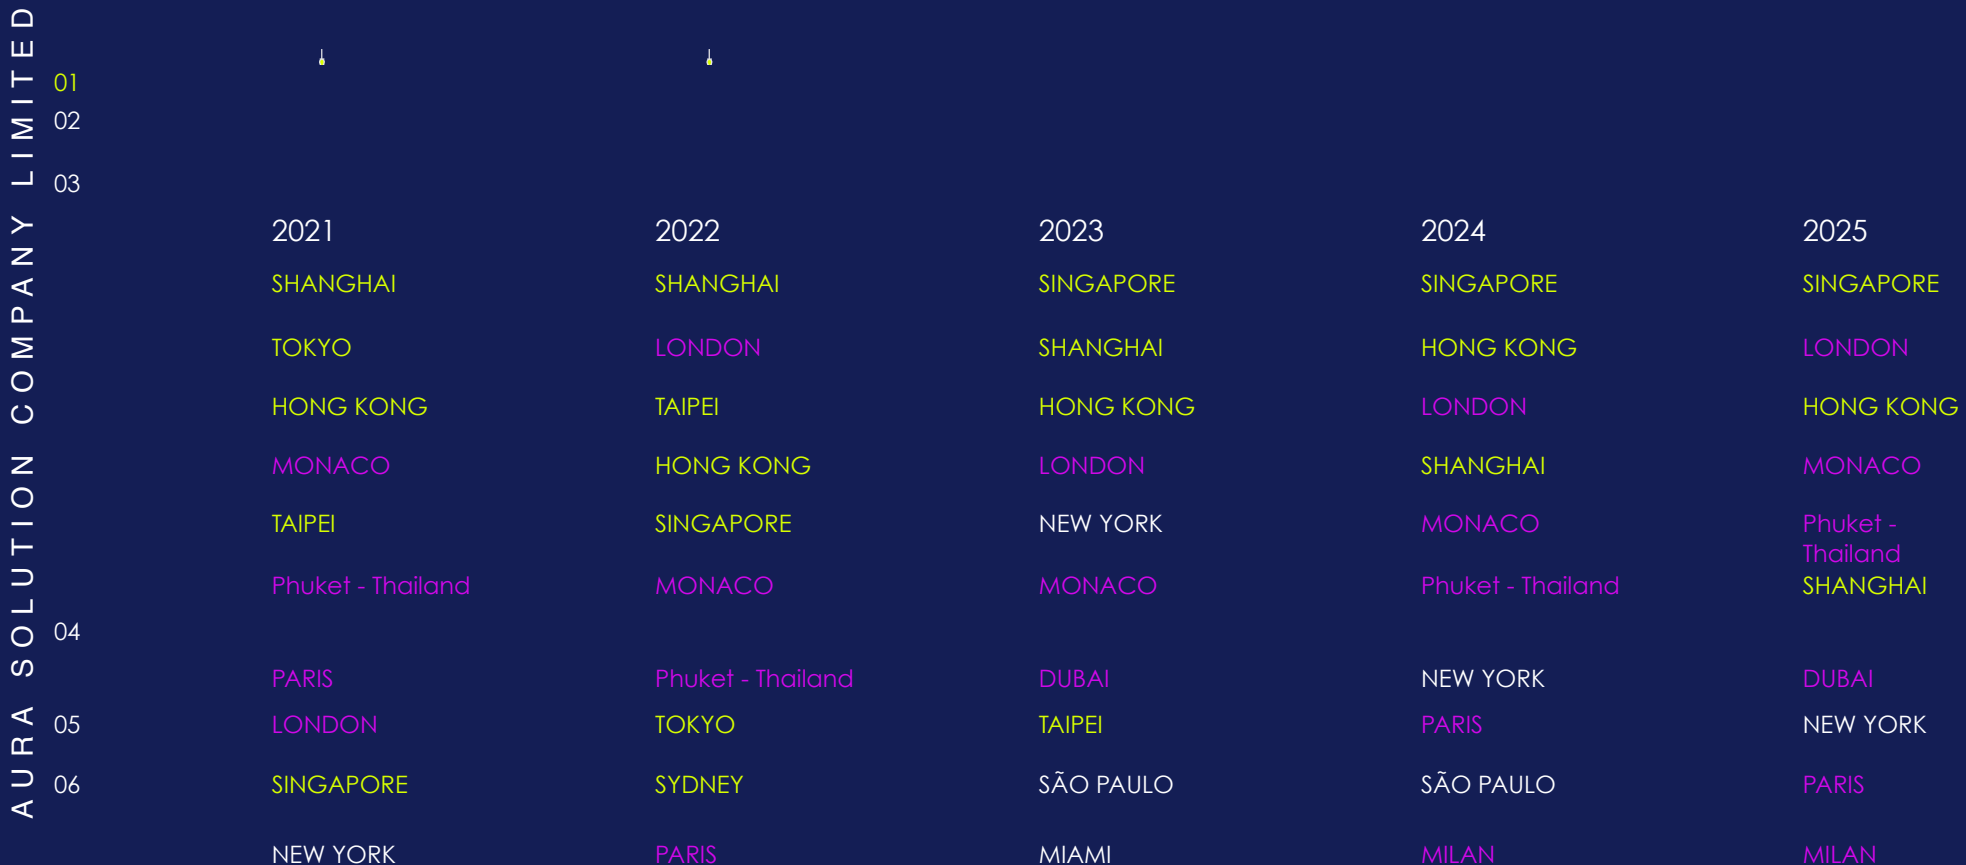 AURA SOLUTION COMPANY LIMITED
01
02
03
2021 2022 2023 2024 2025
SHANGHAI SHANGHAI SINGAPORE SINGAPORE SINGAPORE
TOKYO LONDON SHANGHAI HONG KONG LONDON
HONG KONG TAIPEI HONG KONG LONDON HONG KONG
MONACO HONG KONG LONDON SHANGHAI MONACO
TAIPEI SINGAPORE NEW YORK MONACO Phuket -
Thailand
Phuket - Thailand MONACO MONACO Phuket - Thailand SHANGHAI
04
PARIS Phuket - Thailand DUBAI NEW YORK DUBAI
05 LONDON TOKYO TAIPEI PARIS NEW YORK
06 SINGAPORE SYDNEY SÃO PAULO SÃO PAULO PARIS
NEW YORK PARIS MIAMI MILAN MILAN